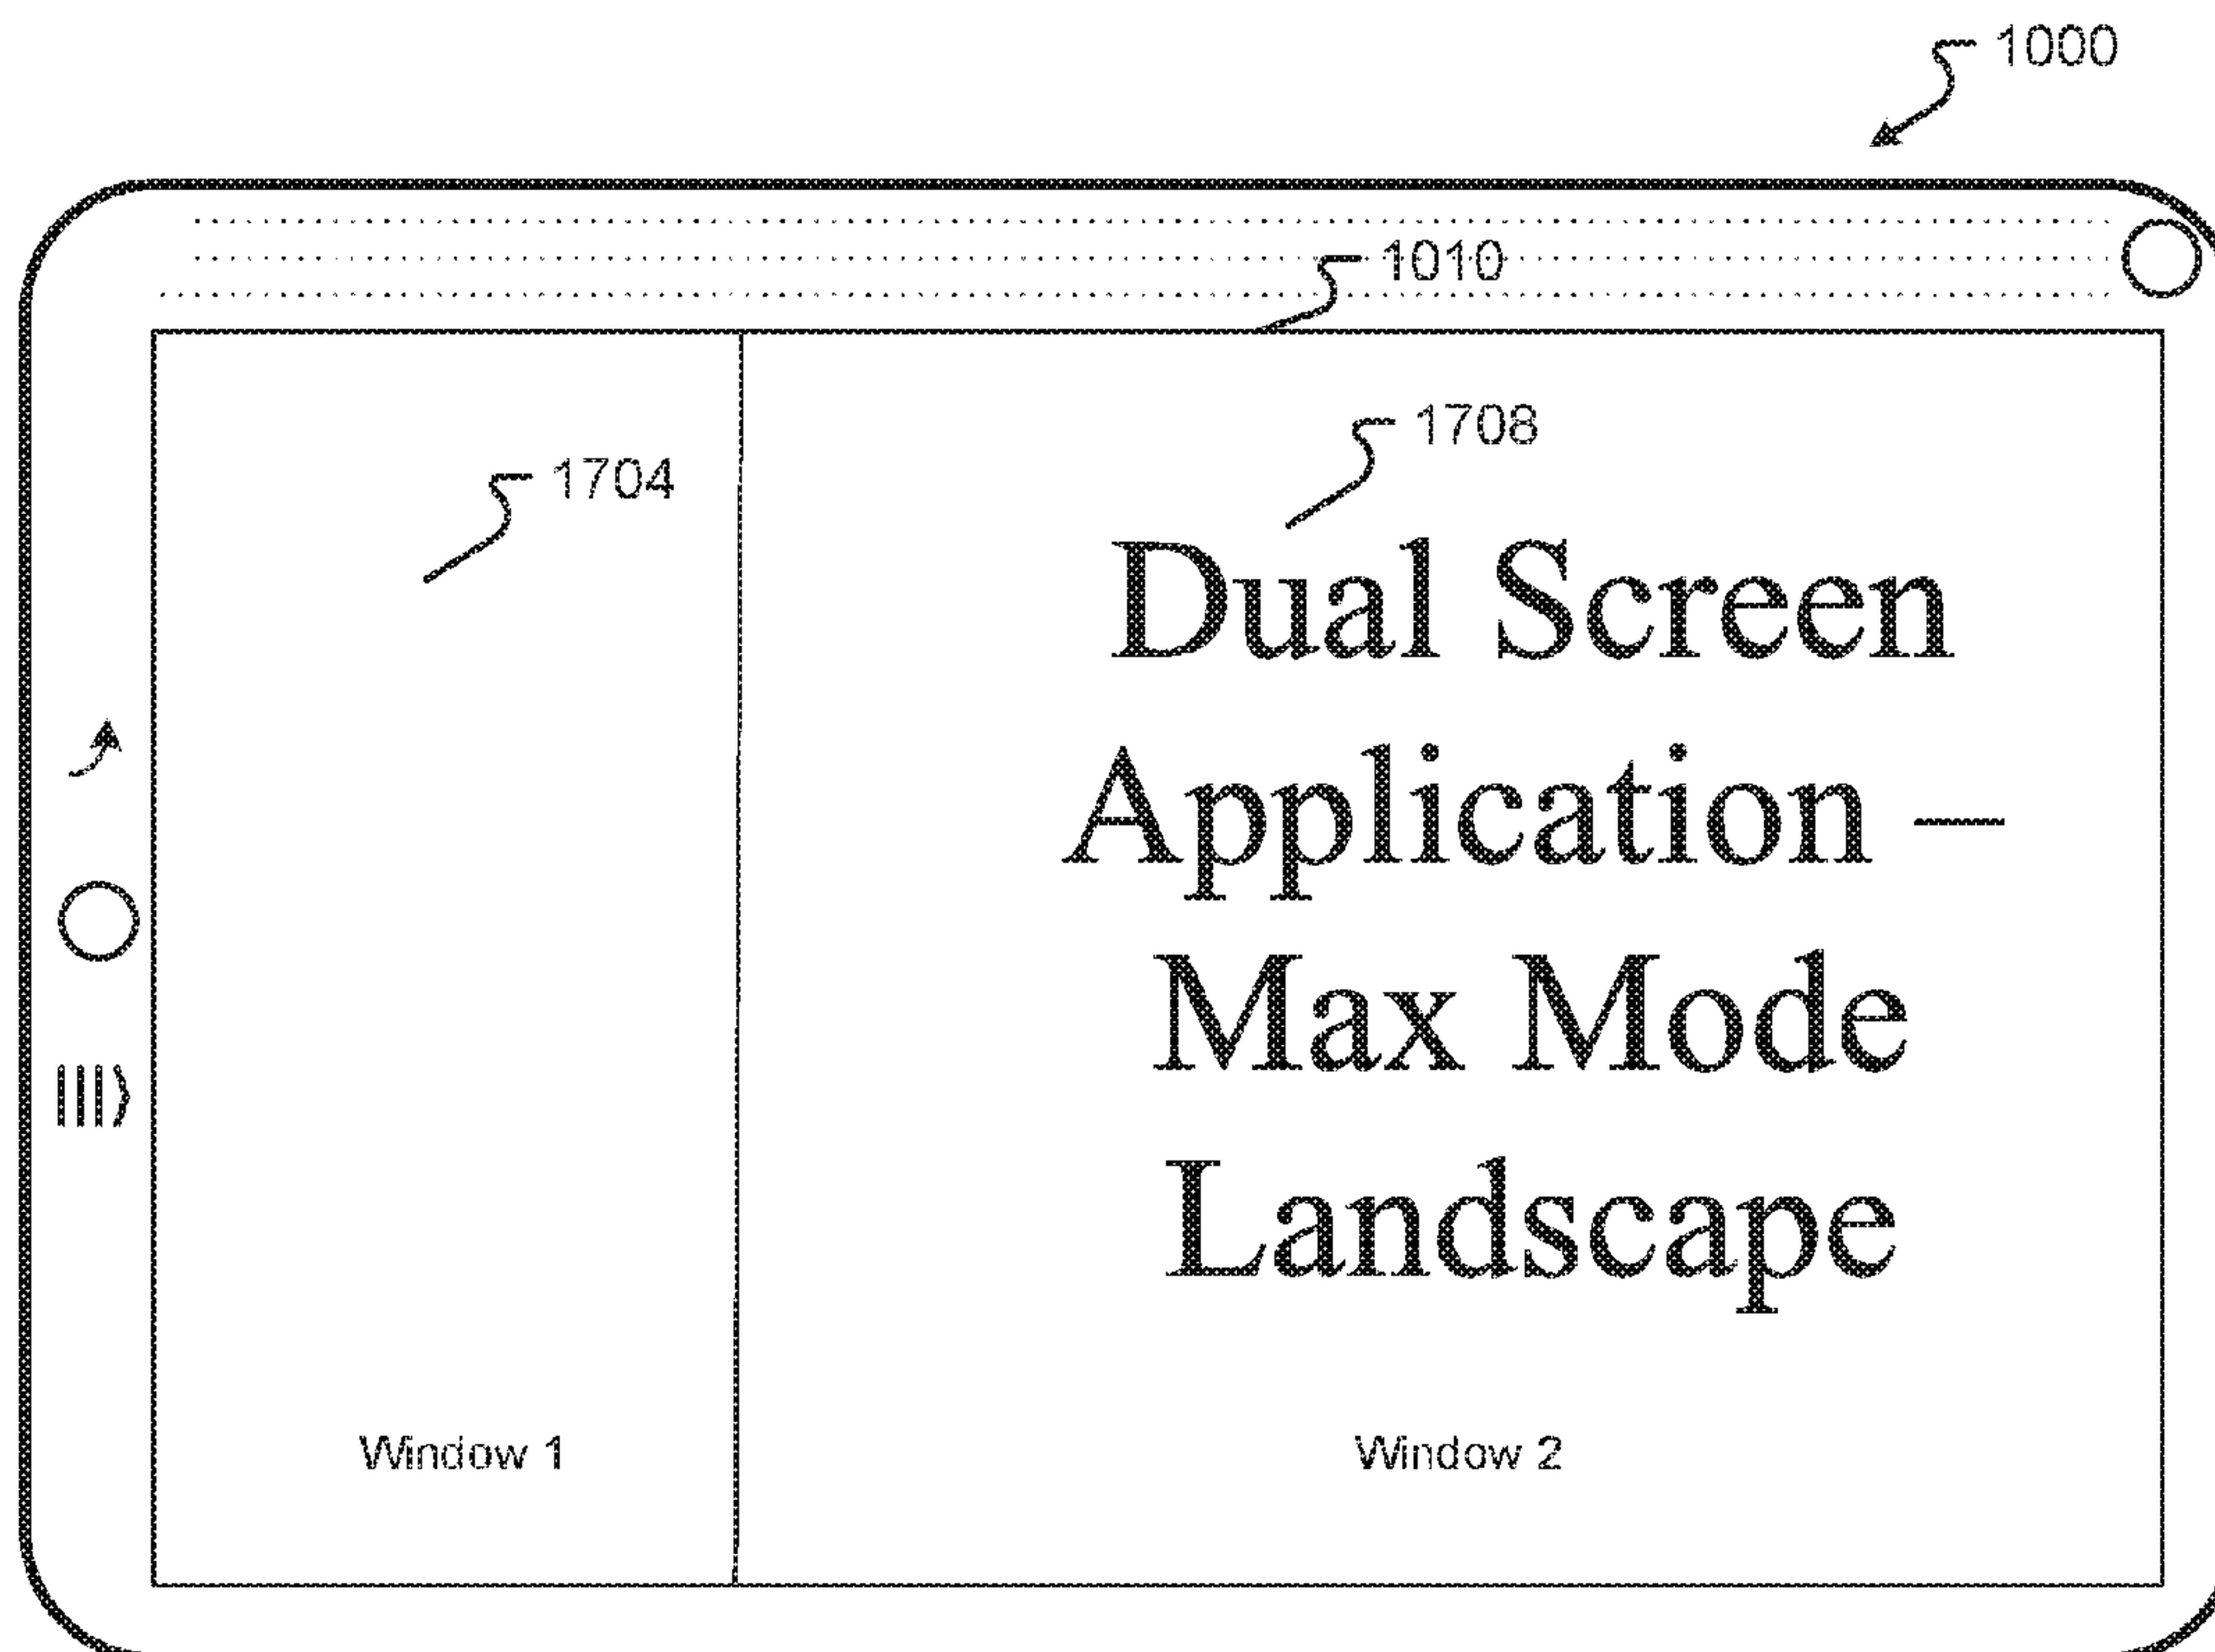 1000
1010
1708
1704
Dual Screen
Application –
Max Mode
Landscape
Window 1
Window 2